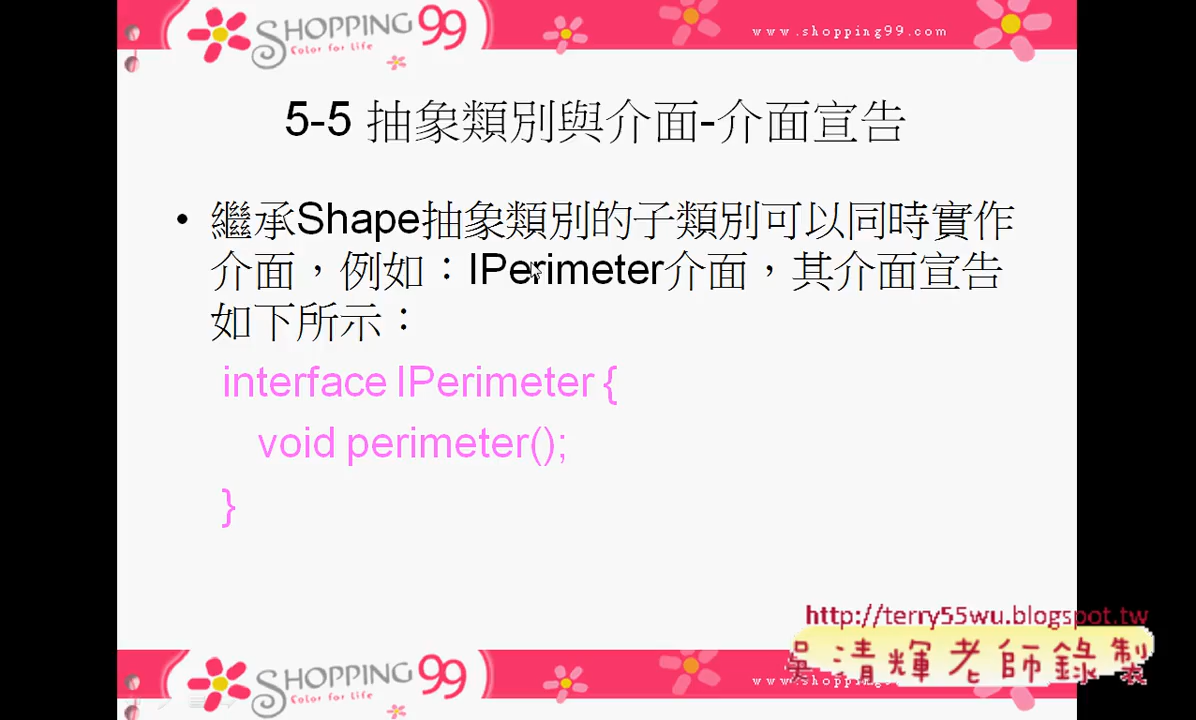 SHOPPING 99
Color for Life
www.shopping99.com
5-5 抽象類別與介面-介面宣告
• 繼承Shape抽象類別的子類別可以同時實作
介面，例如：IPerimeter介面，其介面宣告
如下所示：
interface IPerimeter {
void perimeter();
}
http://terry55wu.blogspot.tw
吳清輝老師錄製
SHOPPING 99
Color for Life